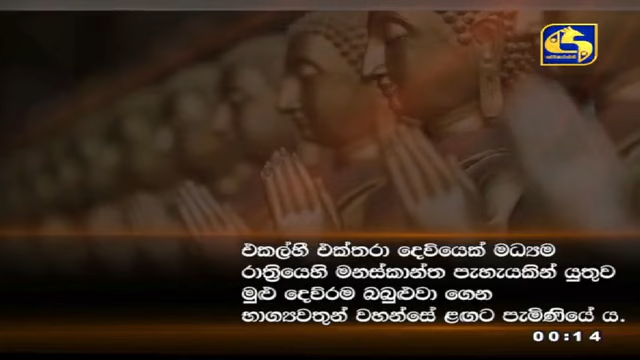 එකල්හී එක්තරා දෙවියෙක් මධ්‍යම
රාත්‍රියෙහි මනස්කාන්ත පැහැයකින් යුතුව
මුළු දෙව්රම බබුළුවා ගෙන
භාග්‍යවතුන් වහන්සේ ළඟට පැමිණියේ ය.
00:14